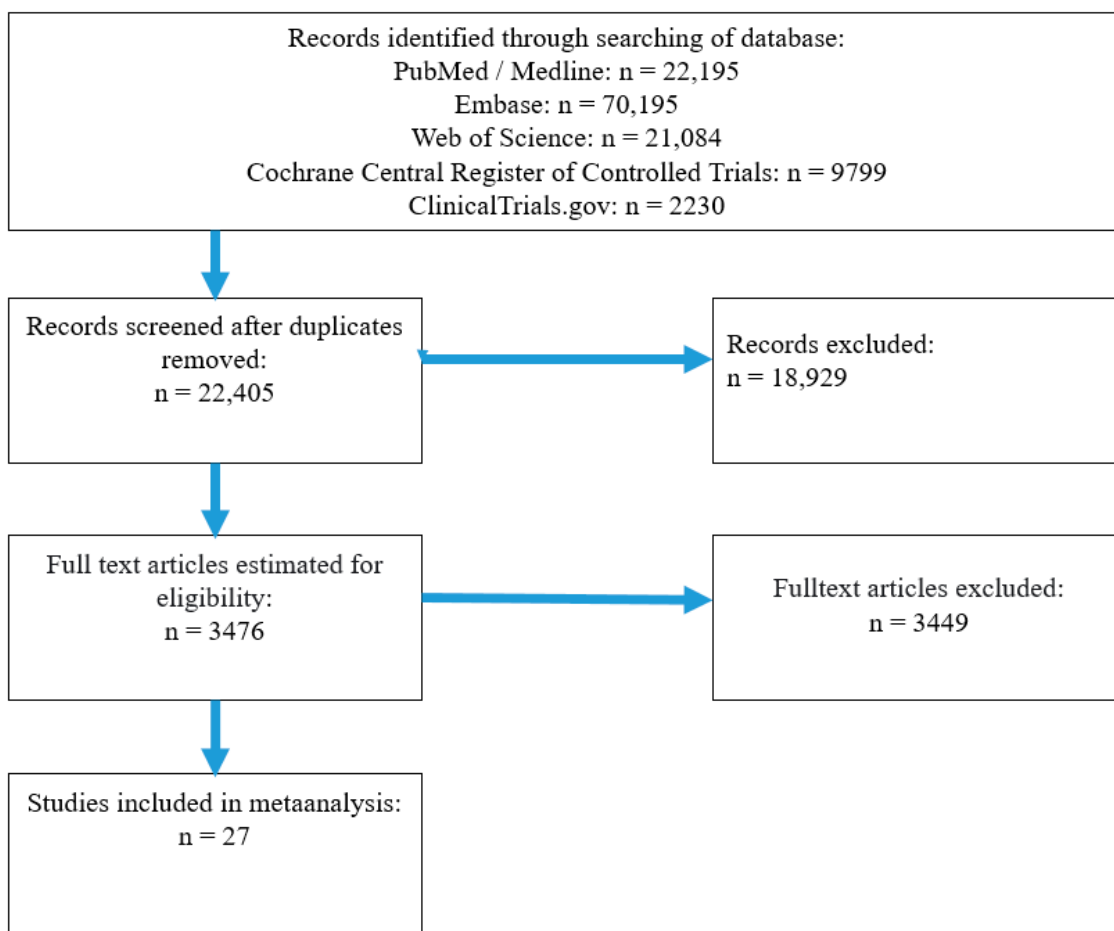 Records identified through searching of database:
PubMed / Medline: n = 22,195
Embase: n = 70,195
Web of Science: n = 21,084
Cochrane Central Register of Controlled Trials: n = 9799
ClinicalTrials.gov: n = 2230
Records screened after duplicates
removed:
n = 22,405
Records excluded:
n = 18,929
Full text articles estimated for
eligibility:
n = 3476
Fulltext articles excluded:
n = 3449
Studies included in metaanalysis:
n = 27